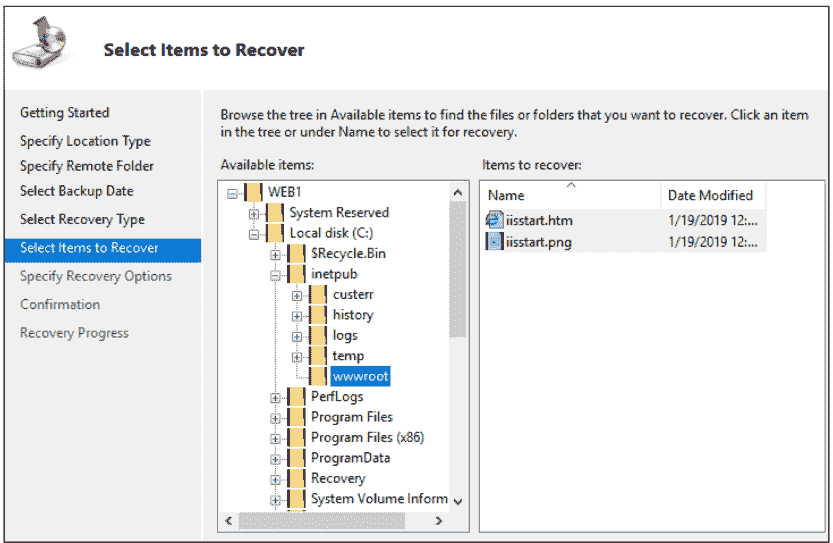 Select Items to Recover
Getting Started
Specify Location Type
Specify Remote Folder
Select Backup Date
Select Recovery Type
Select Items to Recover
Specify Recovery Options
Confirmation
Recovery Progress
Browse the tree in Available items to find the files or folders that you want to recover. Click an item
in the tree or under Name to select it for recovery.
Available items:
WEB1
System Reserved
Local disk (C:)
$Recycle.Bin
inetpub
custerr
history
logs
temp
wwwroot
PerfLogs
Program Files
Program Files (x86)
ProgramData
Recovery
System Volume Inform
Items to recover:
Name Date Modified
iisstart.htm 1/19/2019 12:...
iisstart.png 1/19/2019 12:...